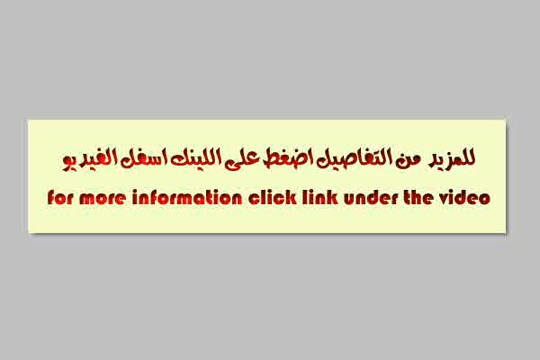 للمزيد من التفاصيل اضغط على اللينك اسفل الفيديو
for more information click link under the video